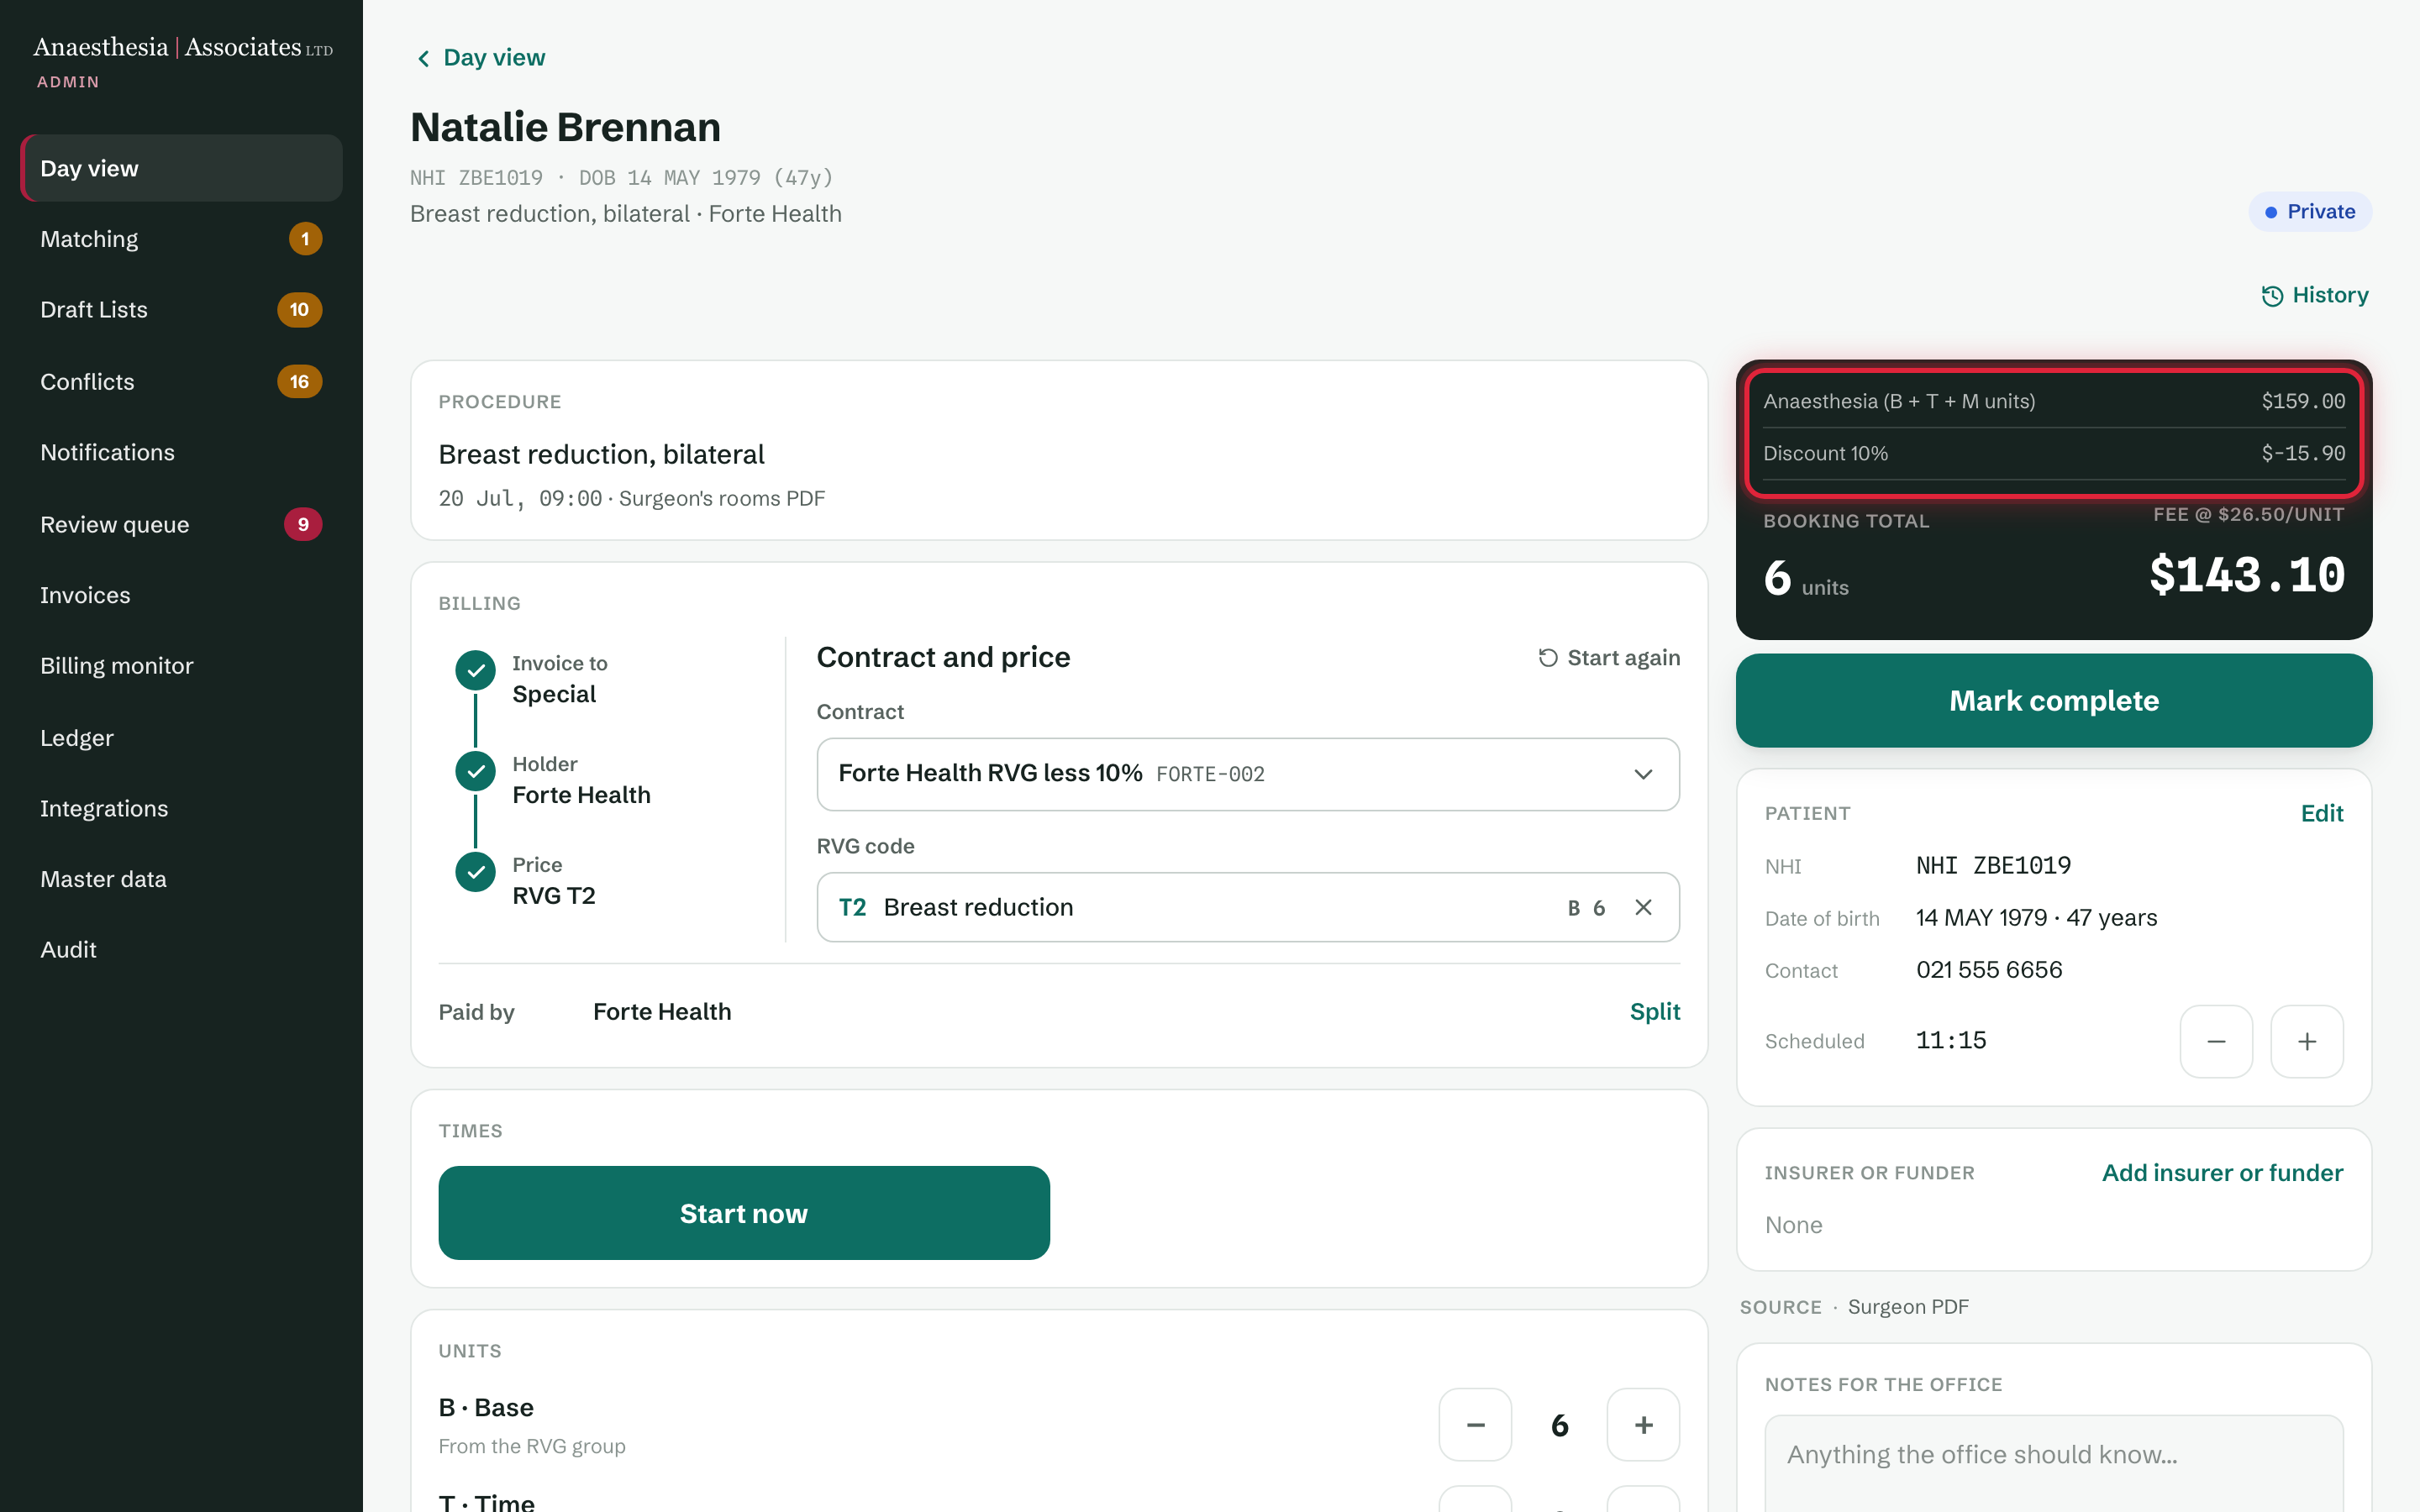 Anaesthesia | Associates LTD
ADMIN
Day view
Matching 1
Draft Lists 10
Conflicts 16
Notifications
Review queue 9
Invoices
Billing monitor
Ledger
Integrations
Master data
Audit
Day view
Natalie Brennan
NHI ZBE1019 · DOB 14 MAY 1979 (47y)
Breast reduction, bilateral · Forte Health
Private
History
PROCEDURE
Breast reduction, bilateral
20 Jul, 09:00 · Surgeon's rooms PDF
BILLING
Invoice to
Special
Holder
Forte Health
Price
RVG T2
Contract and price
Start again
Contract
Forte Health RVG less 10% FORTE-002
RVG code
T2 Breast reduction B 6
Paid by Forte Health Split
TIMES
Start now
UNITS
B · Base
From the RVG group
6
T · Time
Anaesthesia (B + T + M units) $159.00
Discount 10% $-15.90
BOOKING TOTAL FEE @ $26.50/UNIT
6 units $143.10
Mark complete
PATIENT Edit
NHI NHI ZBE1019
Date of birth 14 MAY 1979 · 47 years
Contact 021 555 6656
Scheduled 11:15
INSURER OR FUNDER Add insurer or funder
None
SOURCE · Surgeon PDF
NOTES FOR THE OFFICE
Anything the office should know...